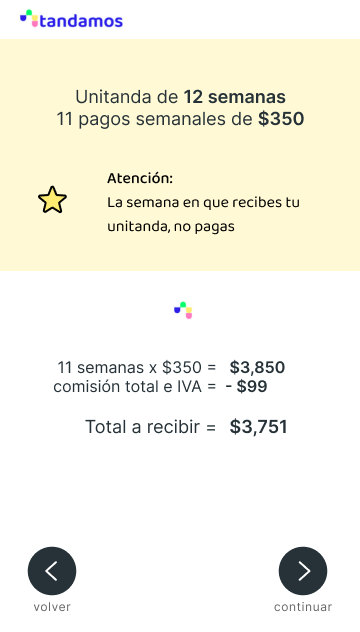 tandamos
Unitanda de 12 semanas
11 pagos semanales de $350
Atención:
La semana en que recibes tu
unitanda, no pagas
11 semanas x $350 = $3,850
comisión total e IVA = - $99
Total a recibir = $3,751
volver
continuar